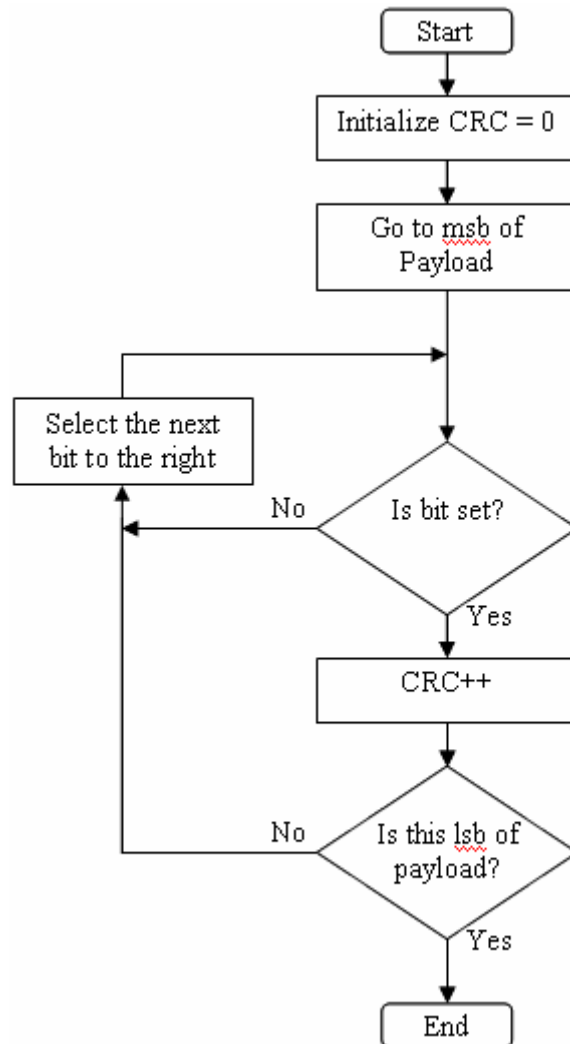 Start
Initialize CRC = 0
Go to msb of
Payload
Select the next
bit to the right
No
Is bit set?
Yes
CRC++
No
Is this lsb of
payload?
Yes
End